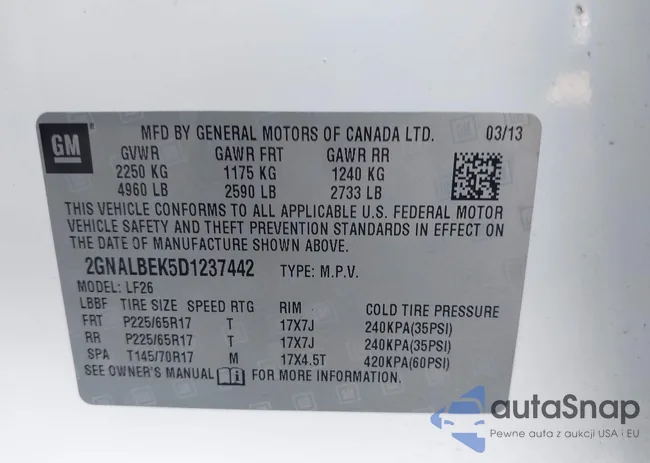 GM
MFD BY GENERAL MOTORS OF CANADA LTD. 03/13
GVWR GAWR FRT GAWR RR
2250 KG 1175 KG 1240 KG
4960 LB 2590 LB 2733 LB
THIS VEHICLE CONFORMS TO ALL APPLICABLE U.S. FEDERAL MOTOR
VEHICLE SAFETY AND THEFT PREVENTION STANDARDS IN EFFECT ON
THE DATE OF MANUFACTURE SHOWN ABOVE.
2GNALBEK5D1237442 TYPE: M.P.V.
MODEL: LF26
LBBF TIRE SIZE SPEED RTG RIM COLD TIRE PRESSURE
FRT P225/65R17 T 17X7J 240KPA(35PSI)
RR P225/65R17 T 17X7J 240KPA(35PSI)
SPA T145/70R17 M 17X4.5T 420KPA(60PSI)
SEE OWNER'S MANUAL FOR MORE INFORMATION.
autaSnap
Pewne auta z aukcji USA i EU